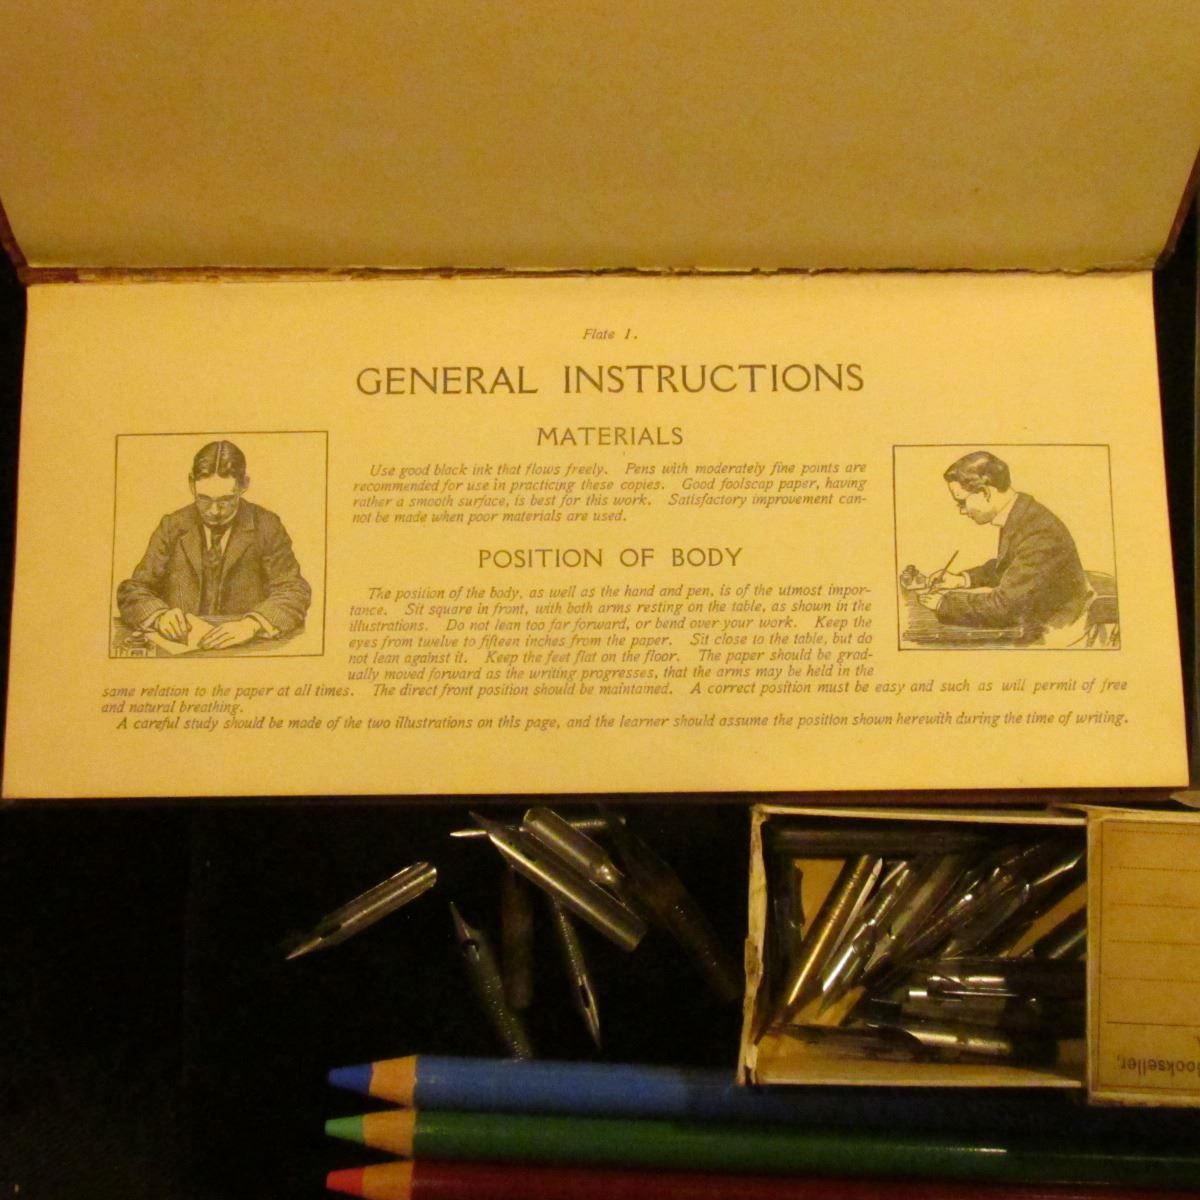 Plate 1.
GENERAL INSTRUCTIONS
MATERIALS
Use good black ink that flows freely. Pens with moderately fine points are
recommended for use in practicing these copies. Good foolscap paper, having
rather a smooth surface, is best for this work. Satisfactory improvement can-
not be made when poor materials are used.
POSITION OF BODY
The position of the body, as well as the hand and pen, is of the utmost impor-
tance. Sit square in front, with both arms resting on the table, as shown in the
illustrations. Do not lean too far forward, or bend over your work. Keep the
eyes from twelve to fifteen inches from the paper. Sit close to the table, but do
not lean against it. Keep the feet flat on the floor. The paper should be grad-
ually moved forward as the writing progresses, that the arms may be held in the
same relation to the paper at all times. The direct front position should be maintained. A correct position must be easy and such as will permit of free
and natural breathing.
A careful study should be made of the two illustrations on this page, and the learner should assume the position shown herewith during the time of writing.
ookseller,